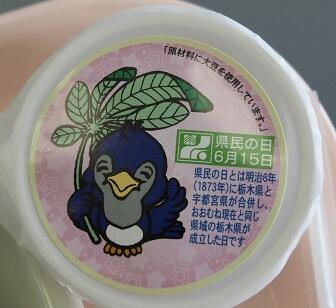 「原材料に大豆を使用しています。」
県民の日
6月15日
県民の日とは明治6年
(1873年)に栃木県と
宇都宮県が合併し、
おおむね現在と同じ
県域の栃木県が
成立した日です